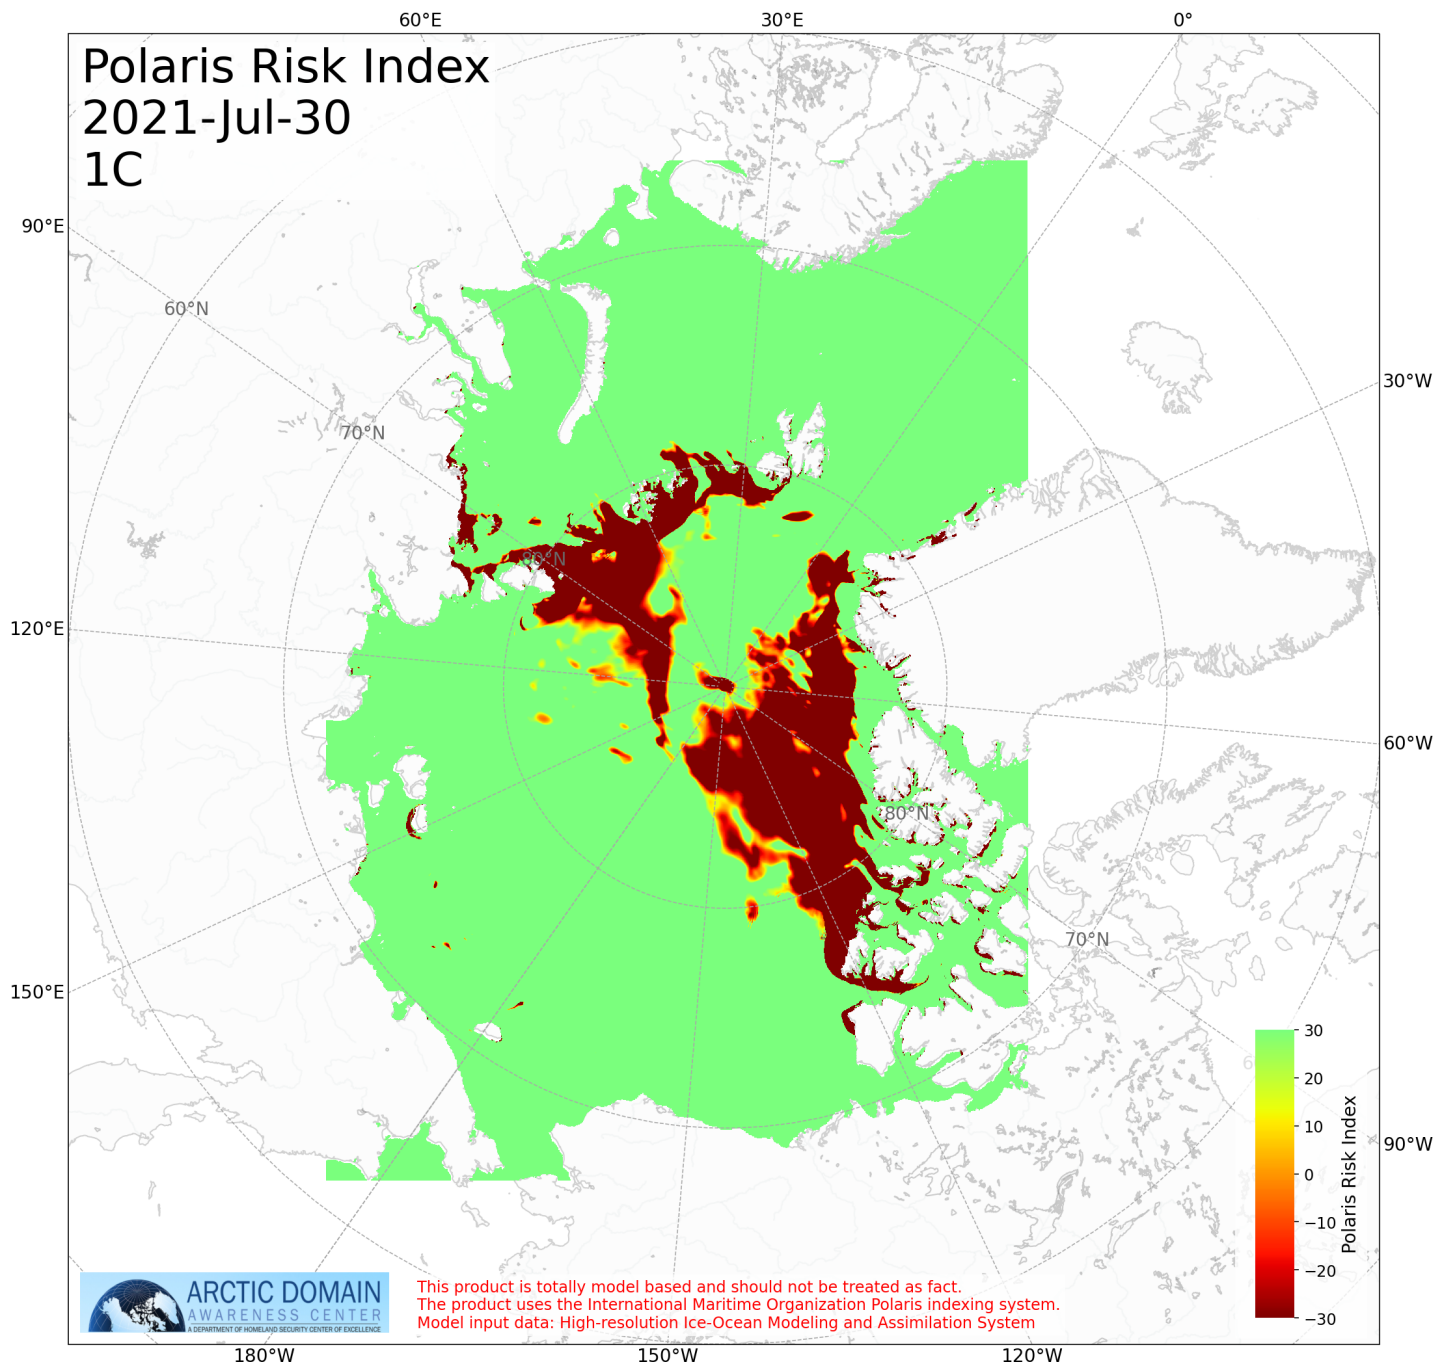 60°E
30°E
0°
Polaris Risk Index
2021-Jul-30
1C
90°E
60°N
30°W
70°N
80°N
120°E
60°W
80°N
70°N
150°E
30
20
10
0
−10
−20
−30
Polaris Risk Index
90°W
ARCTIC DOMAIN
AWARENESS CENTER
A DEPARTMENT OF HOMELAND SECURITY CENTER OF EXCELLENCE
This product is totally model based and should not be treated as fact.
The product uses the International Maritime Organization Polaris indexing system.
Model input data: High-resolution Ice-Ocean Modeling and Assimilation System
180°W
150°W
120°W